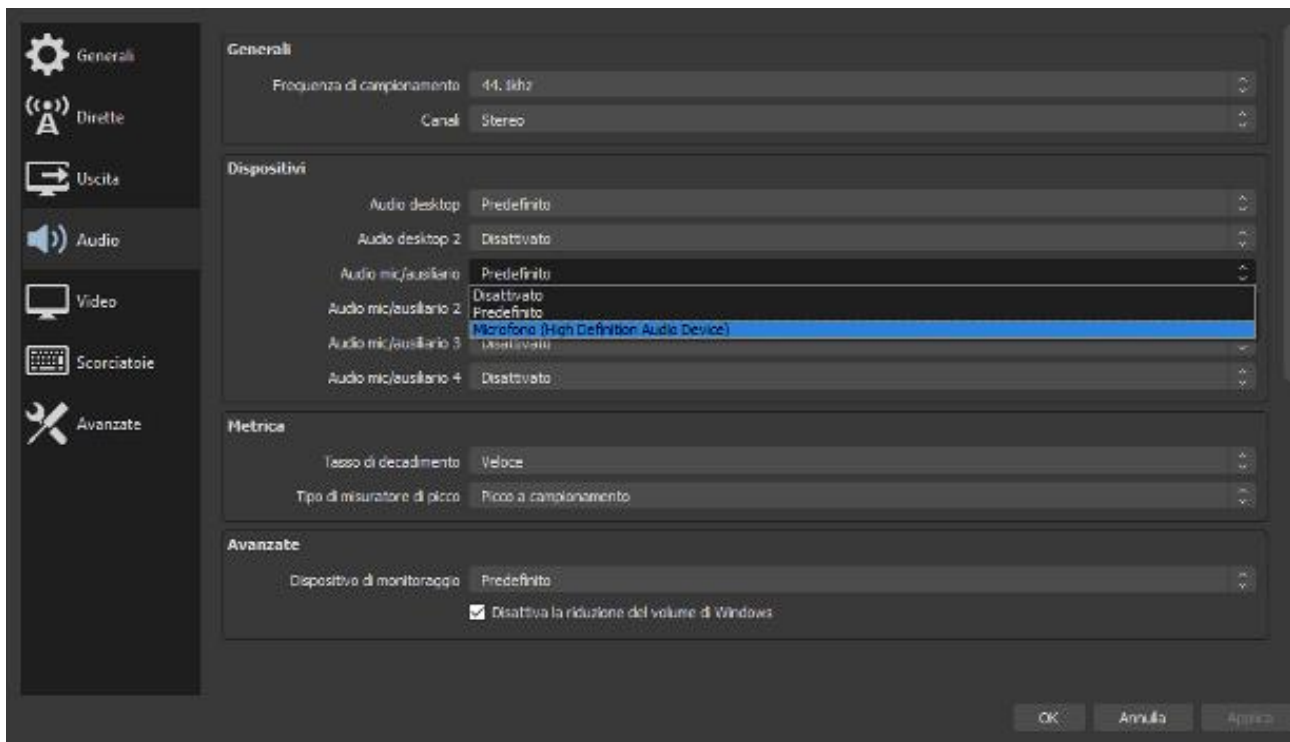 Generali
Dirette
Uscita
Audio
Video
Scorciatoie
Avanzate
Generali
Frequenza di campionamento 44.1khz
Canali Stereo
Dispositivi
Audio desktop Predefinito
Audio desktop 2 Disattivato
Audio mic/ausiliario Predefinito
Disattivato
Audio mic/ausiliario 2 Predefinito
Microfono (High Definition Audio Device)
Audio mic/ausiliario 3 Disattivato
Audio mic/ausiliario 4 Disattivato
Metrica
Tasso di decadimento Veloce
Tipo di misuratore di picco Picco a campionamento
Avanzate
Dispositivo di monitoraggio Predefinito
Disattiva la riduzione del volume di Windows
OK Annulla Applica